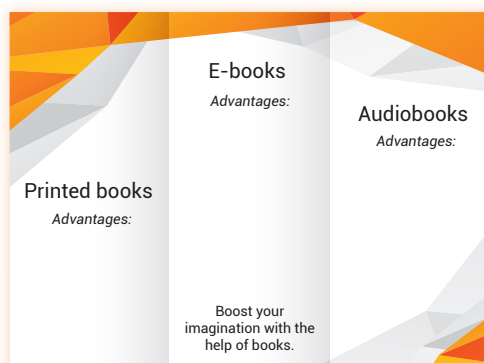 Printed books
Advantages:
E-books
Advantages:
Boost your
imagination with the
help of books.
Audiobooks
Advantages: